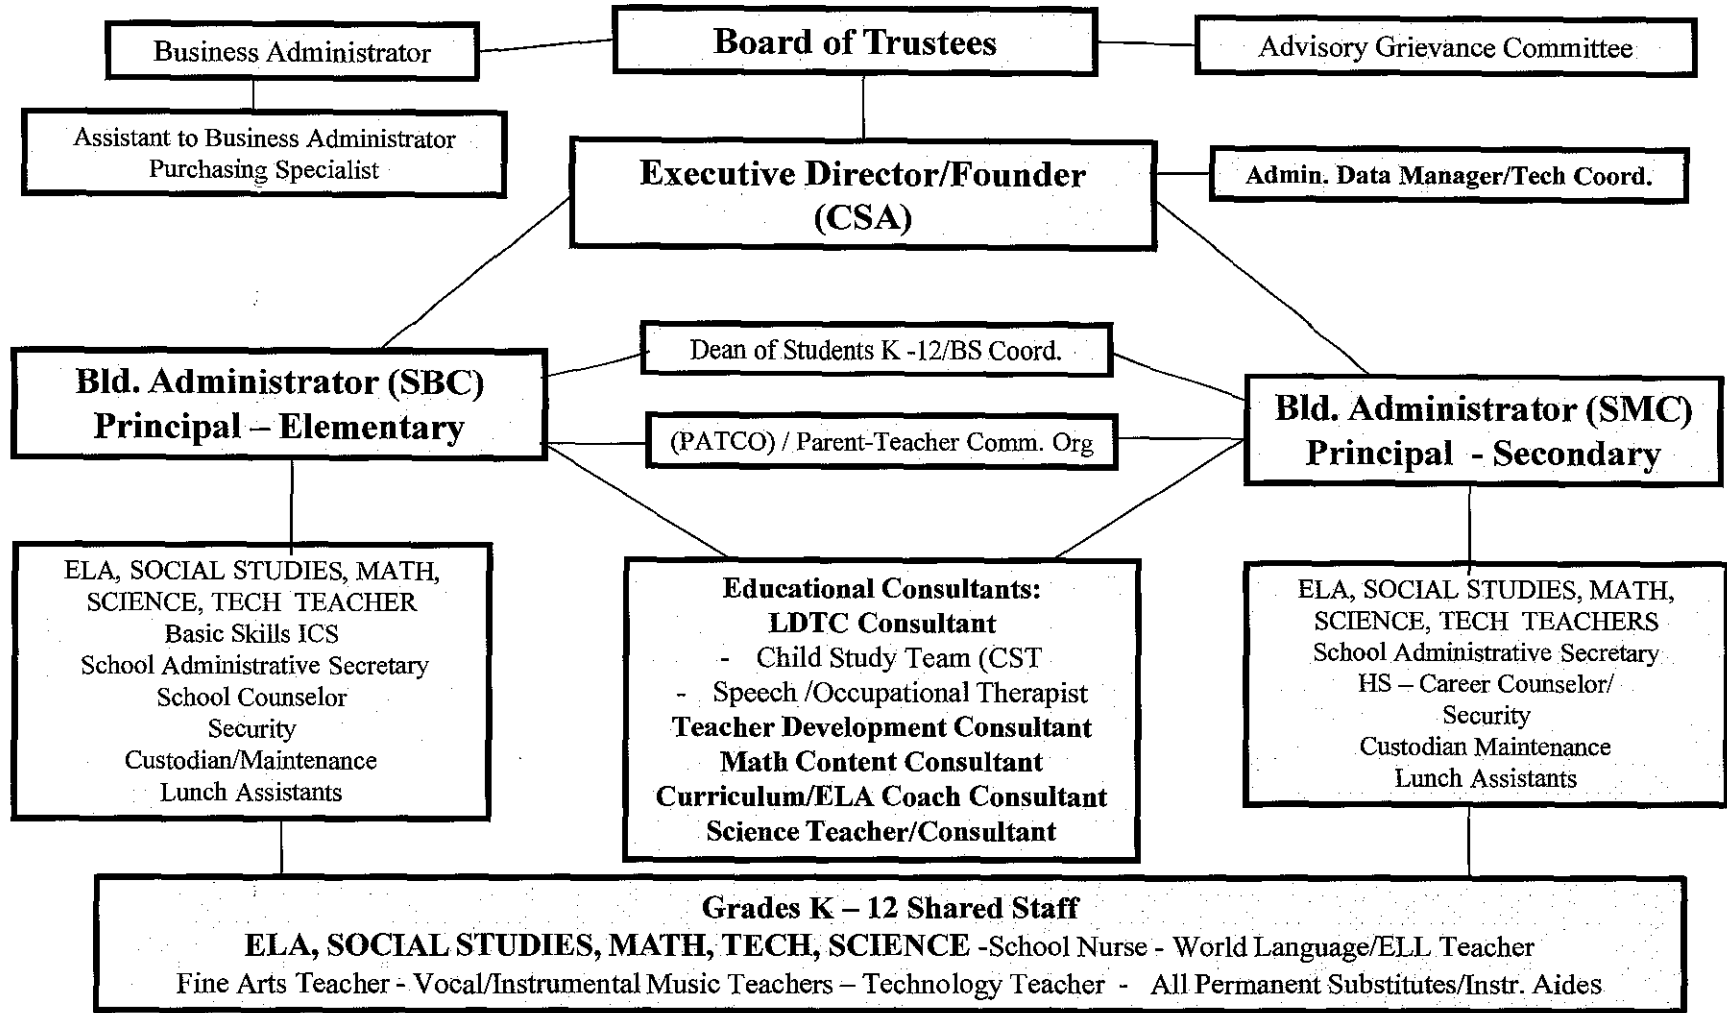 Business Administrator
Board of Trustees
Advisory Grievance Committee
Assistant to Business Administrator
Purchasing Specialist
Executive Director/Founder
(CSA)
Admin. Data Manager/Tech Coord.
Dean of Students K -12/BS Coord.
Bld. Administrator (SBC)
Principal – Elementary
(PATCO) / Parent-Teacher Comm. Org
Bld. Administrator (SMC)
Principal - Secondary
ELA, SOCIAL STUDIES, MATH,
SCIENCE, TECH TEACHER
Basic Skills ICS
School Administrative Secretary
School Counselor
Security
Custodian/Maintenance
Lunch Assistants
Educational Consultants:
LDTC Consultant
- Child Study Team (CST
- Speech /Occupational Therapist
Teacher Development Consultant
Math Content Consultant
Curriculum/ELA Coach Consultant
Science Teacher/Consultant
ELA, SOCIAL STUDIES, MATH,
SCIENCE, TECH TEACHERS
School Administrative Secretary
HS – Career Counselor/
Security
Custodian Maintenance
Lunch Assistants
Grades K – 12 Shared Staff
ELA, SOCIAL STUDIES, MATH, TECH, SCIENCE -School Nurse - World Language/ELL Teacher
Fine Arts Teacher - Vocal/Instrumental Music Teachers – Technology Teacher - All Permanent Substitutes/Instr. Aides